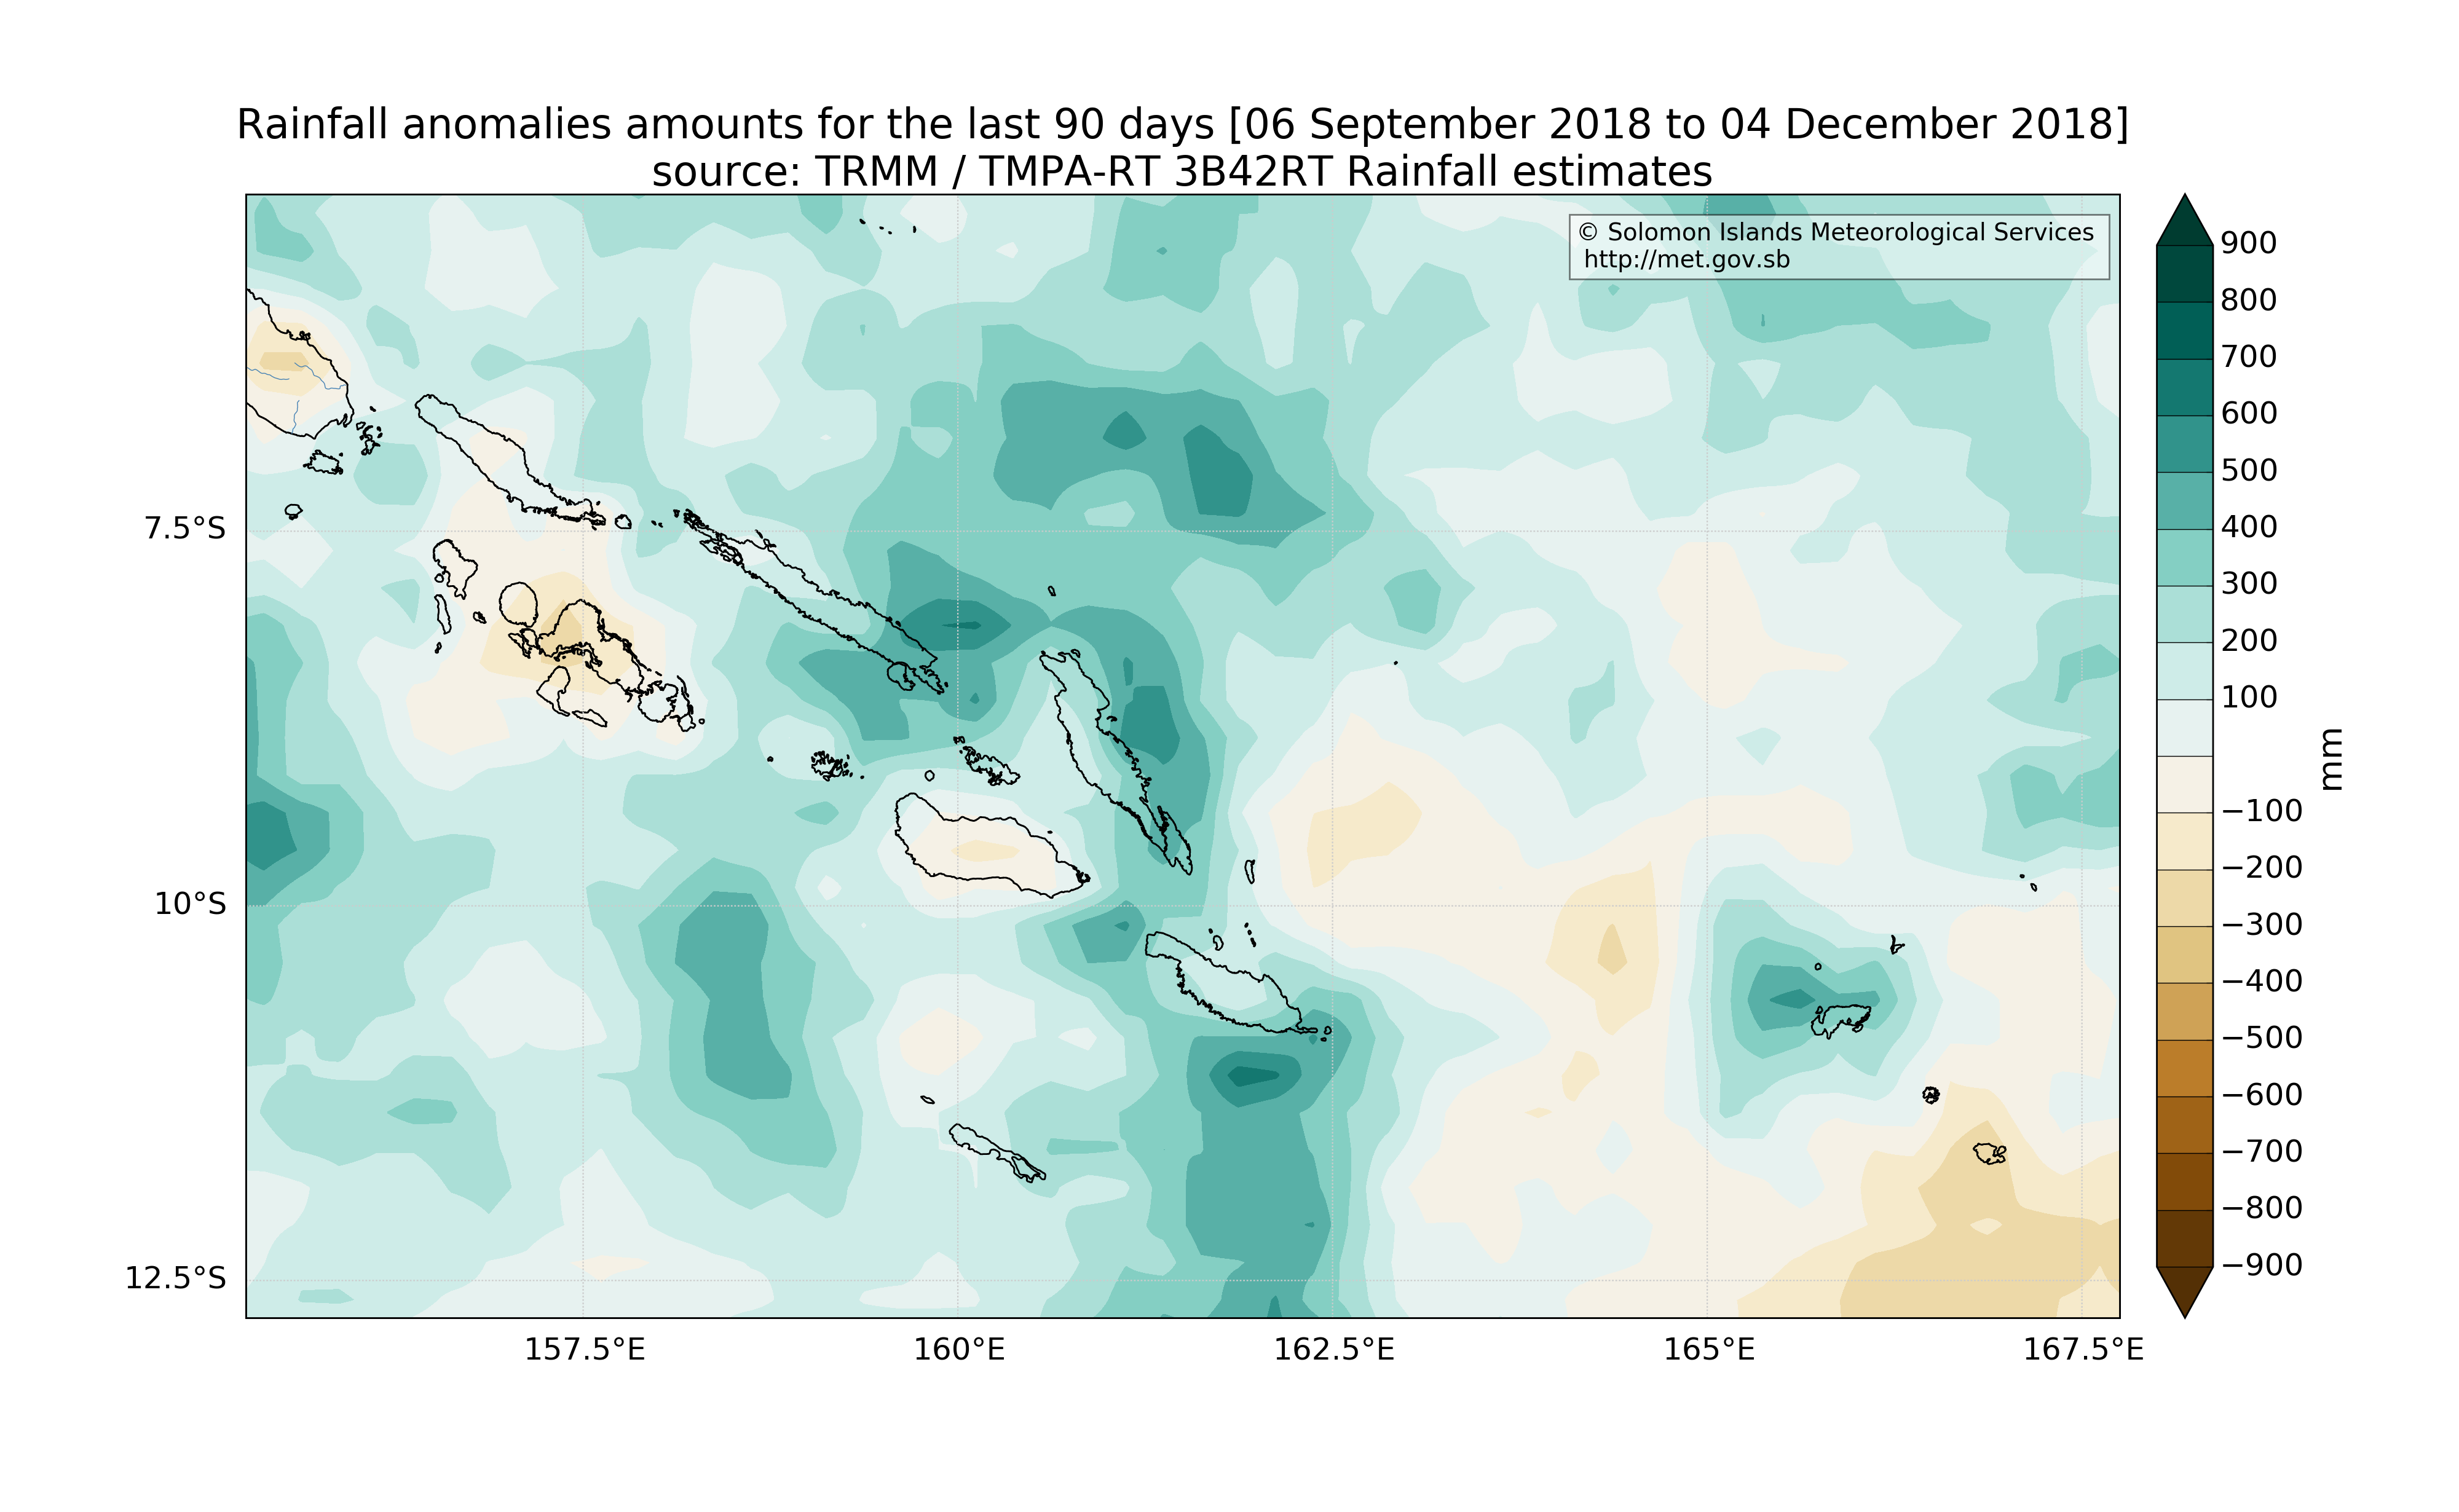 Rainfall anomalies amounts for the last 90 days [06 September 2018 to 04 December 2018]
source: TRMM / TMPA-RT 3B42RT Rainfall estimates
© Solomon Islands Meteorological Services
http://met.gov.sb
7.5°S
10°S
12.5°S
157.5°E
160°E
162.5°E
165°E
167.5°E
900
800
700
600
500
400
300
200
100
−100
−200
−300
−400
−500
−600
−700
−800
−900
mm